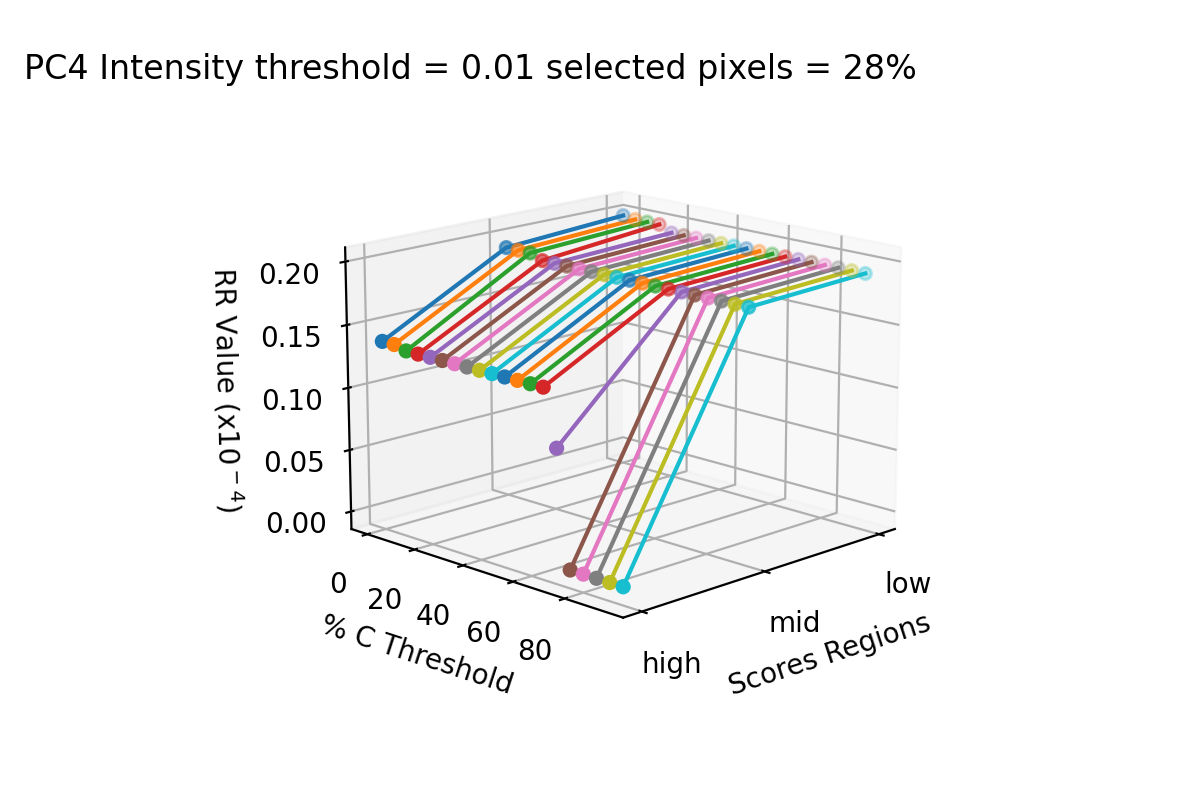 PC4 Intensity threshold = 0.01 selected pixels = 28%
RR Value (x10⁻⁴)
0.20
0.15
0.10
0.05
0.00
0
20
40
60
80
% C Threshold
high
mid
low
Scores Regions